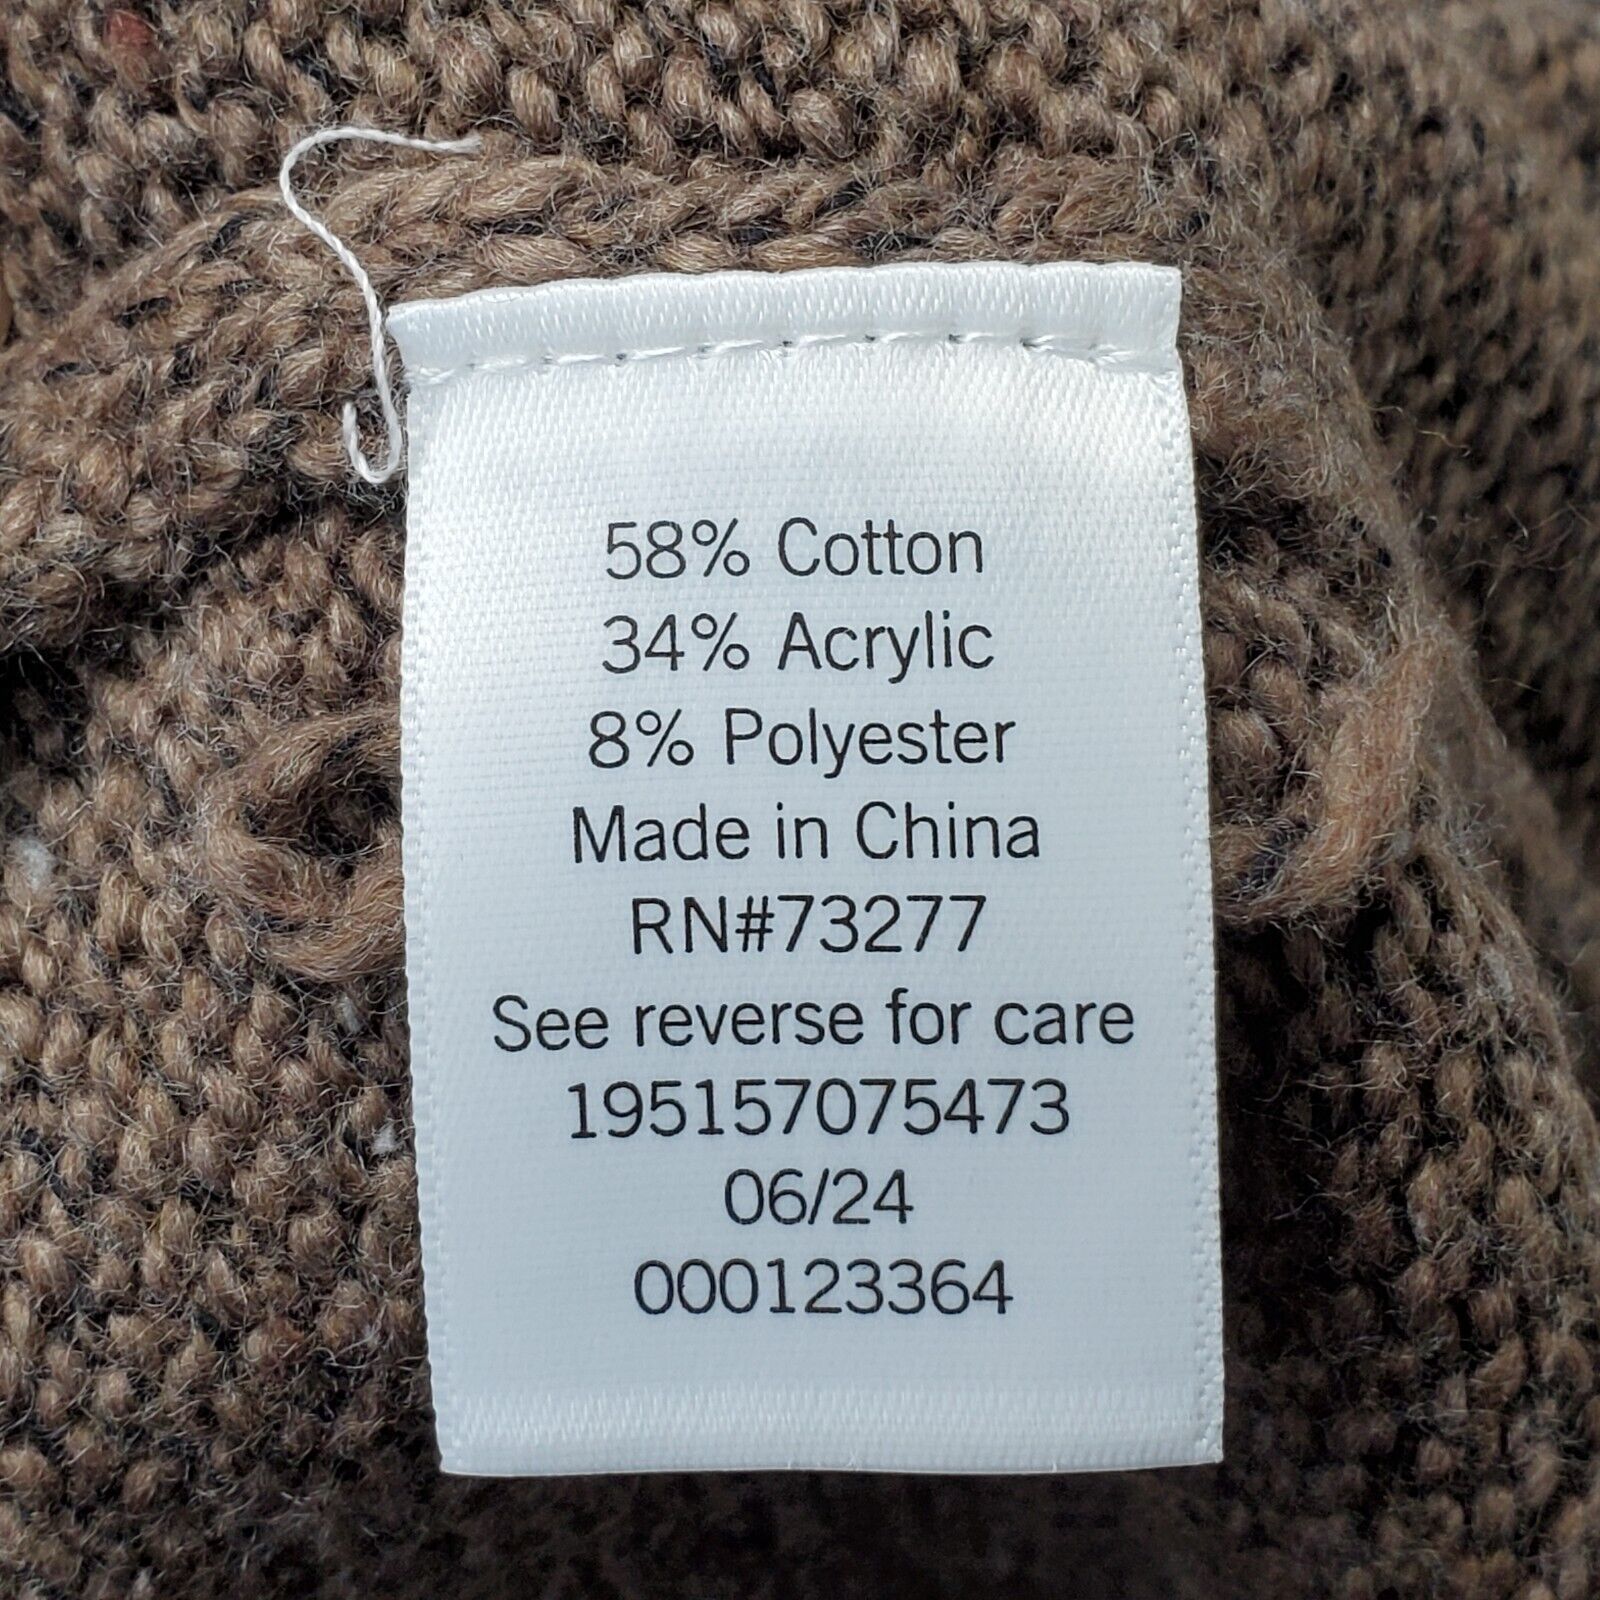 58% Cotton
34% Acrylic
8% Polyester
Made in China
RN#73277
See reverse for care
195157075473
06/24
000123364